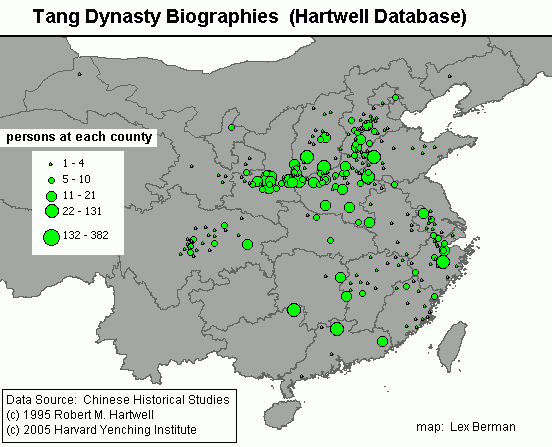 Tang Dynasty Biographies (Hartwell Database)
persons at each county
1 - 4
5 - 10
11 - 21
22 - 131
132 - 382
Data Source: Chinese Historical Studies
(c) 1995 Robert M. Hartwell
(c) 2005 Harvard Yenching Institute
map: Lex Berman